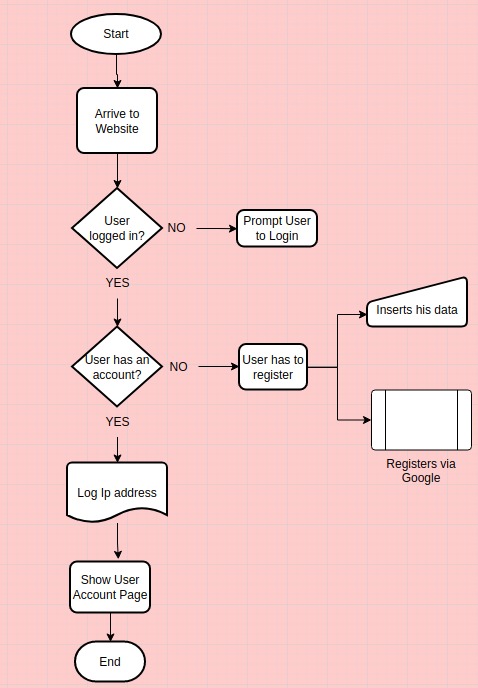 Start
Arrive to
Website
User
logged in?
NO
Prompt User
to Login
YES
User has an
account?
NO
User has to
register
Inserts his data
Registers via
Google
YES
Log Ip address
Show User
Account Page
End